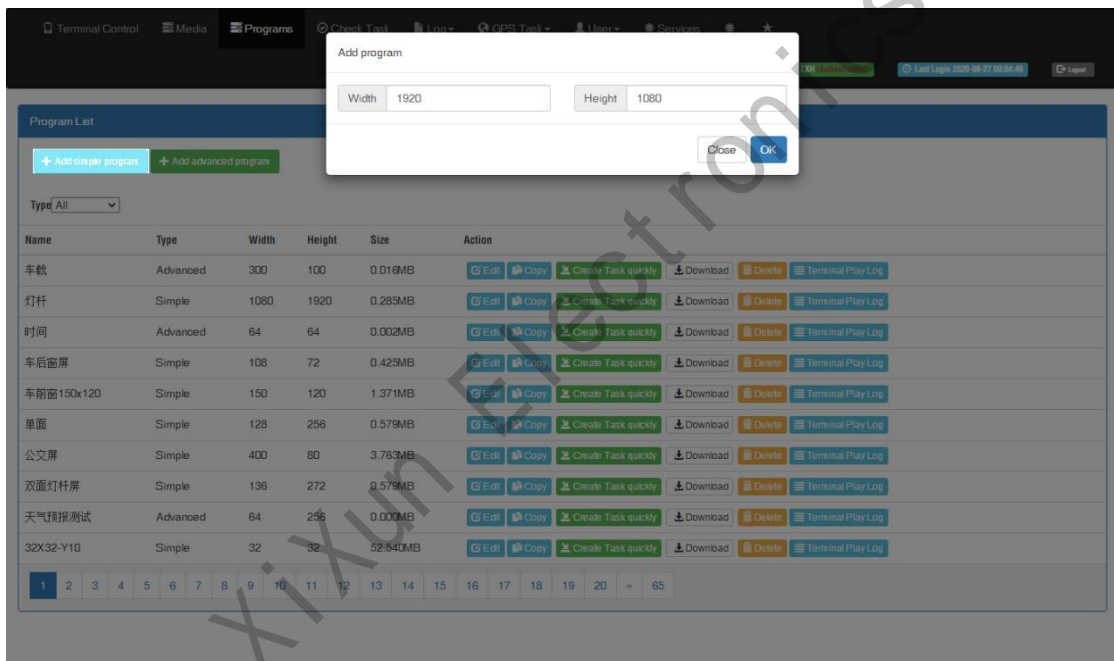 Terminal Control Media Programs Check Task Log GPS Task User Services
Add program
Last Login 2020-09-27 09:04:49 Logout
Width 1920 Height 1080
Program List
Close OK
Add simple program Add advanced program
Type All
Name Type Width Height Size Action
车载 Advanced 300 100 0.016MB Edit Copy Create Task quickly Download Delete Terminal Play Log
灯杆 Simple 1080 1920 0.285MB Edit Copy Create Task quickly Download Delete Terminal Play Log
时间 Advanced 64 64 0.002MB Edit Copy Create Task quickly Download Delete Terminal Play Log
车后窗屏 Simple 108 72 0.425MB Edit Copy Create Task quickly Download Delete Terminal Play Log
车前窗150x120 Simple 150 120 1.371MB Edit Copy Create Task quickly Download Delete Terminal Play Log
单面 Simple 128 256 0.579MB Edit Copy Create Task quickly Download Delete Terminal Play Log
公交屏 Simple 400 80 3.763MB Edit Copy Create Task quickly Download Delete Terminal Play Log
双面灯杆屏 Simple 136 272 0.579MB Edit Copy Create Task quickly Download Delete Terminal Play Log
天气预报测试 Advanced 64 256 0.000MB Edit Copy Create Task quickly Download Delete Terminal Play Log
32X32-Y10 Simple 32 32 52.640MB Edit Copy Create Task quickly Download Delete Terminal Play Log
1 2 3 4 5 6 7 8 9 10 11 12 13 14 15 16 17 18 19 20 - 65
XiXun Electronics